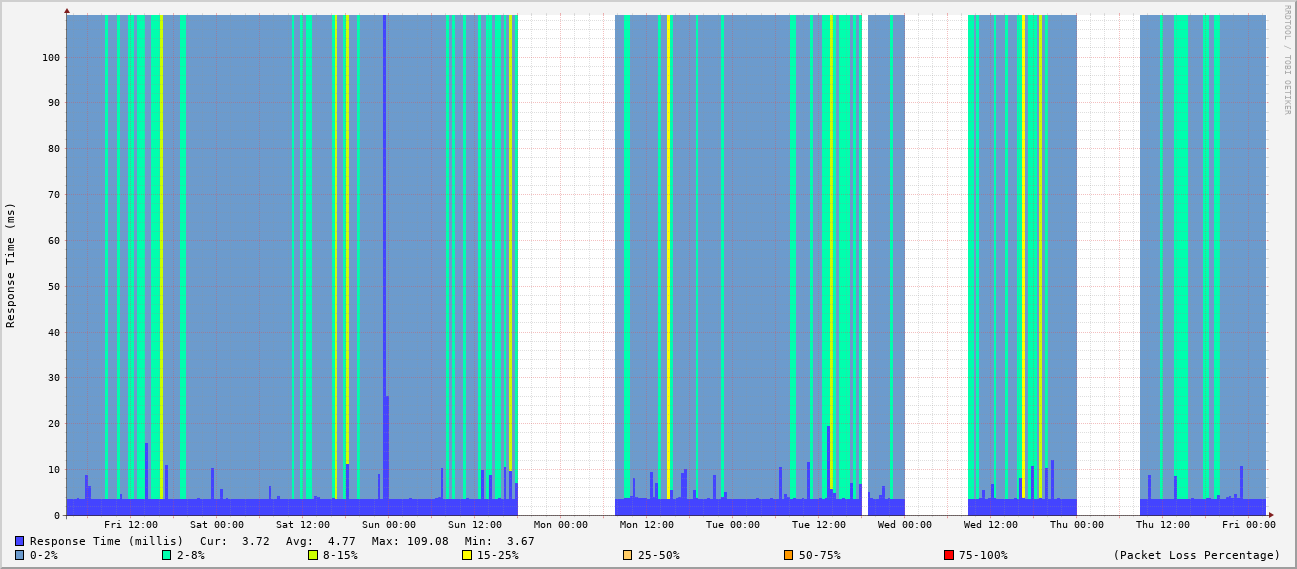 RRDTOOL / TOBI OETIKER
Response Time (ms)
100
90
80
70
60
50
40
30
20
10
0
Fri 12:00 Sat 00:00 Sat 12:00 Sun 00:00 Sun 12:00 Mon 00:00 Mon 12:00 Tue 00:00 Tue 12:00 Wed 00:00 Wed 12:00 Thu 00:00 Thu 12:00 Fri 00:00
Response Time (millis) Cur: 3.72 Avg: 4.77 Max: 109.08 Min: 3.67
0-2% 2-8% 8-15% 15-25% 25-50% 50-75% 75-100% (Packet Loss Percentage)